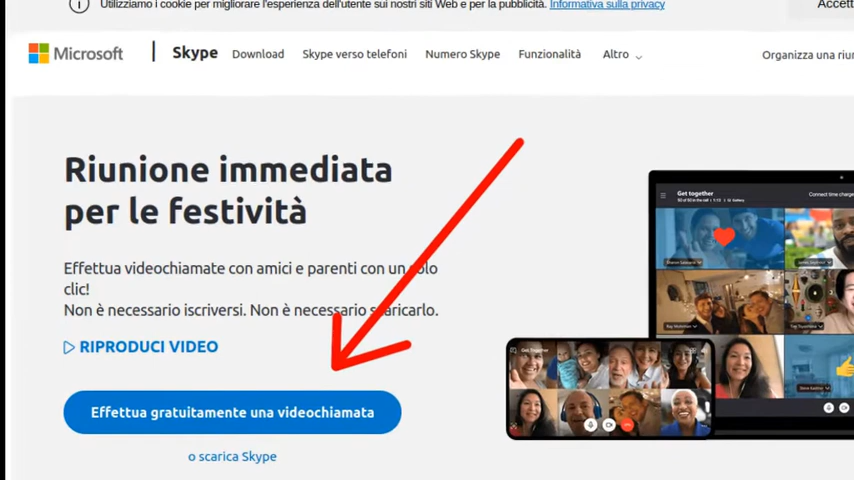 Utilizziamo i cookie per migliorare l'esperienza dell'utente sui nostri siti Web e per la pubblicità. Informativa sulla privacy
Accett
Microsoft | Skype Download Skype verso telefoni Numero Skype Funzionalità Altro Organizza una riun
Riunione immediata
per le festività
Effettua videochiamate con amici e parenti con un solo
clic!
Non è necessario iscriversi. Non è necessario scaricarlo.
RIPRODUCI VIDEO
Effettua gratuitamente una videochiamata
o scarica Skype
Get together
Connect time charge
Get Together